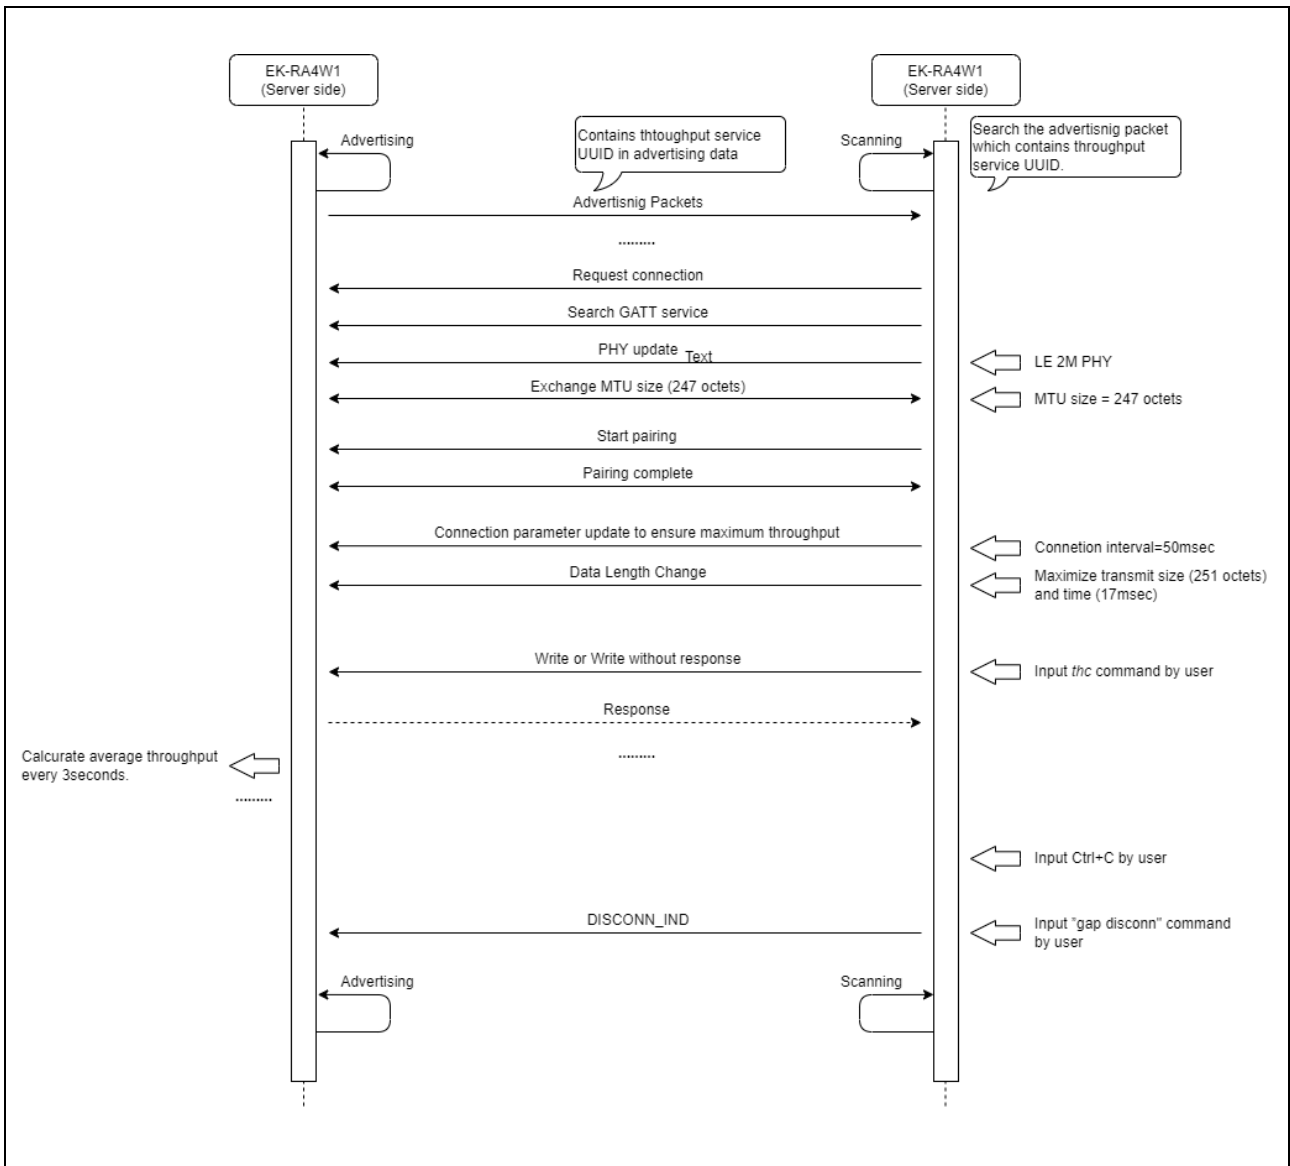 EK-RA4W1
(Server side)
EK-RA4W1
(Server side)
Advertising
Contains thtoughput service
UUID in advertising data
Scanning
Search the advertisnig packet
which contains throughput
service UUID.
Advertisnig Packets
.........
Request connection
Search GATT service
PHY update
Text
LE 2M PHY
Exchange MTU size (247 octets)
MTU size = 247 octets
Start pairing
Pairing complete
Connection parameter update to ensure maximum throughput
Connetion interval=50msec
Data Length Change
Maximize transmit size (251 octets)
and time (17msec)
Write or Write without response
Input thc command by user
Response
.........
Calcurate average throughput
every 3seconds.
.........
Input Ctrl+C by user
DISCONN_IND
Input "gap disconn" command
by user
Advertising
Scanning